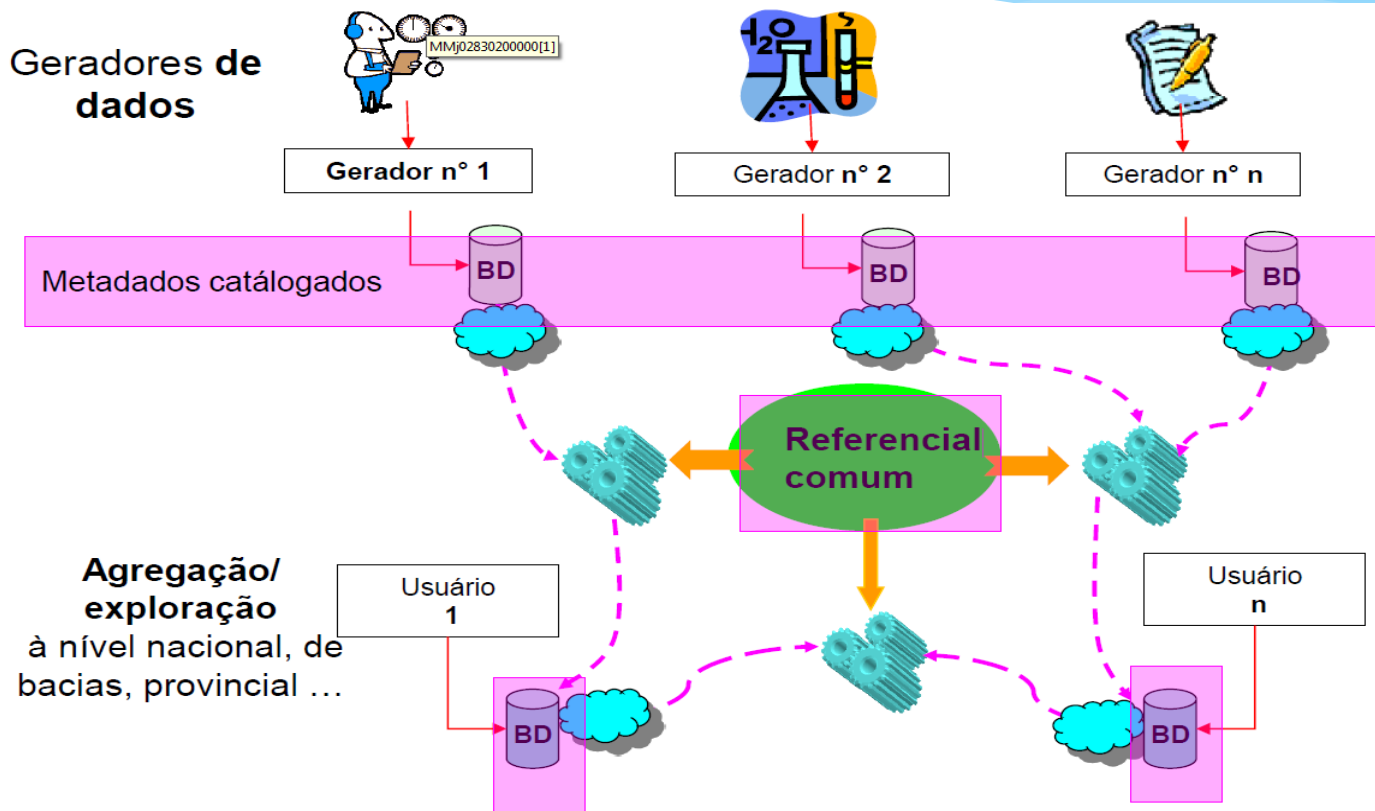 MMj02830200000[1]
H₂O
Geradores de
dados
Gerador n° 1
Gerador n° 2
Gerador n° n
Metadados catálogados
BD
BD
BD
Referencial
comum
Agregação/
exploração
à nível nacional, de
bacias, provincial ...
Usuário
1
Usuário
n
BD
BD